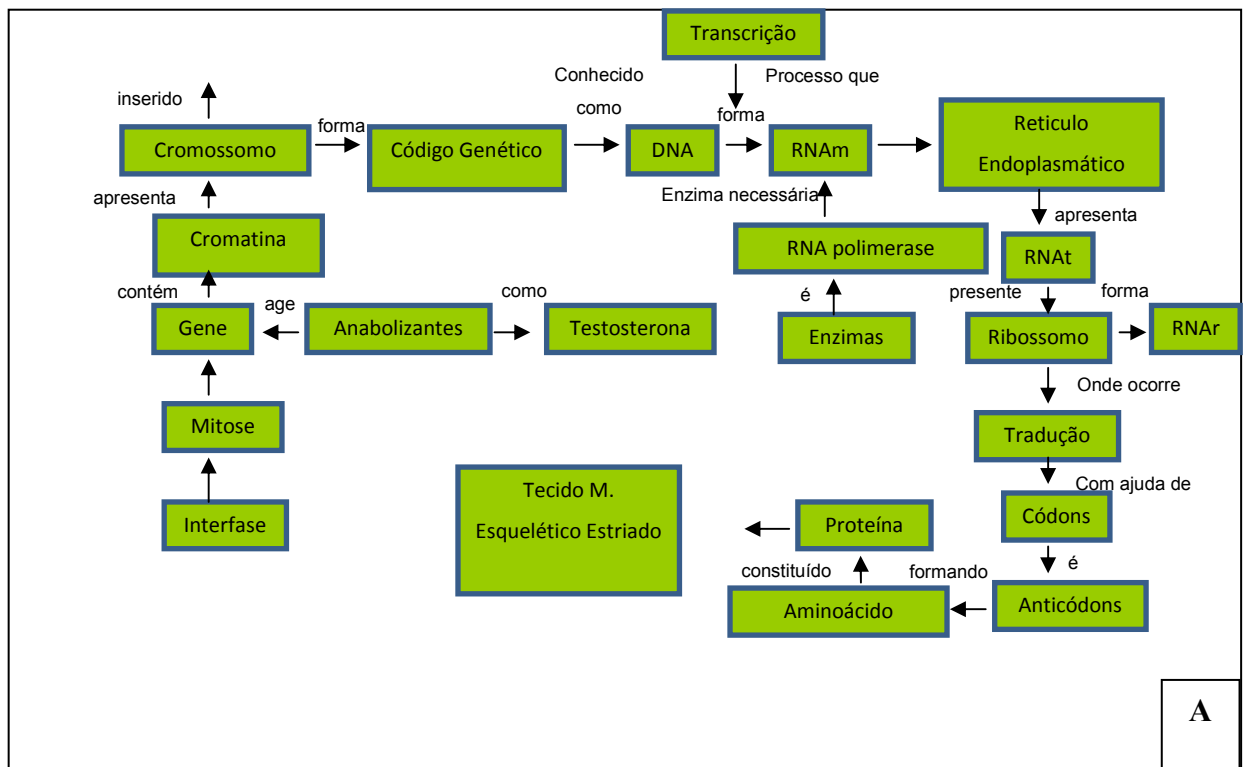 Transcrição
Conhecido
Processo que
inserido
como
forma
forma
Cromossomo
Código Genético
DNA
RNAm
Reticulo
Endoplasmático
apresenta
Enzima necessária
apresenta
Cromatina
RNA polimerase
RNAt
contém
age
como
é
presente
forma
Gene
Anabolizantes
Testosterona
Enzimas
Ribossomo
RNAr
Onde ocorre
Mitose
Tradução
Com ajuda de
Tecido M.
Esquelético Estriado
Interfase
Proteína
Códons
constituído
formando
é
Aminoácido
Anticódons
A